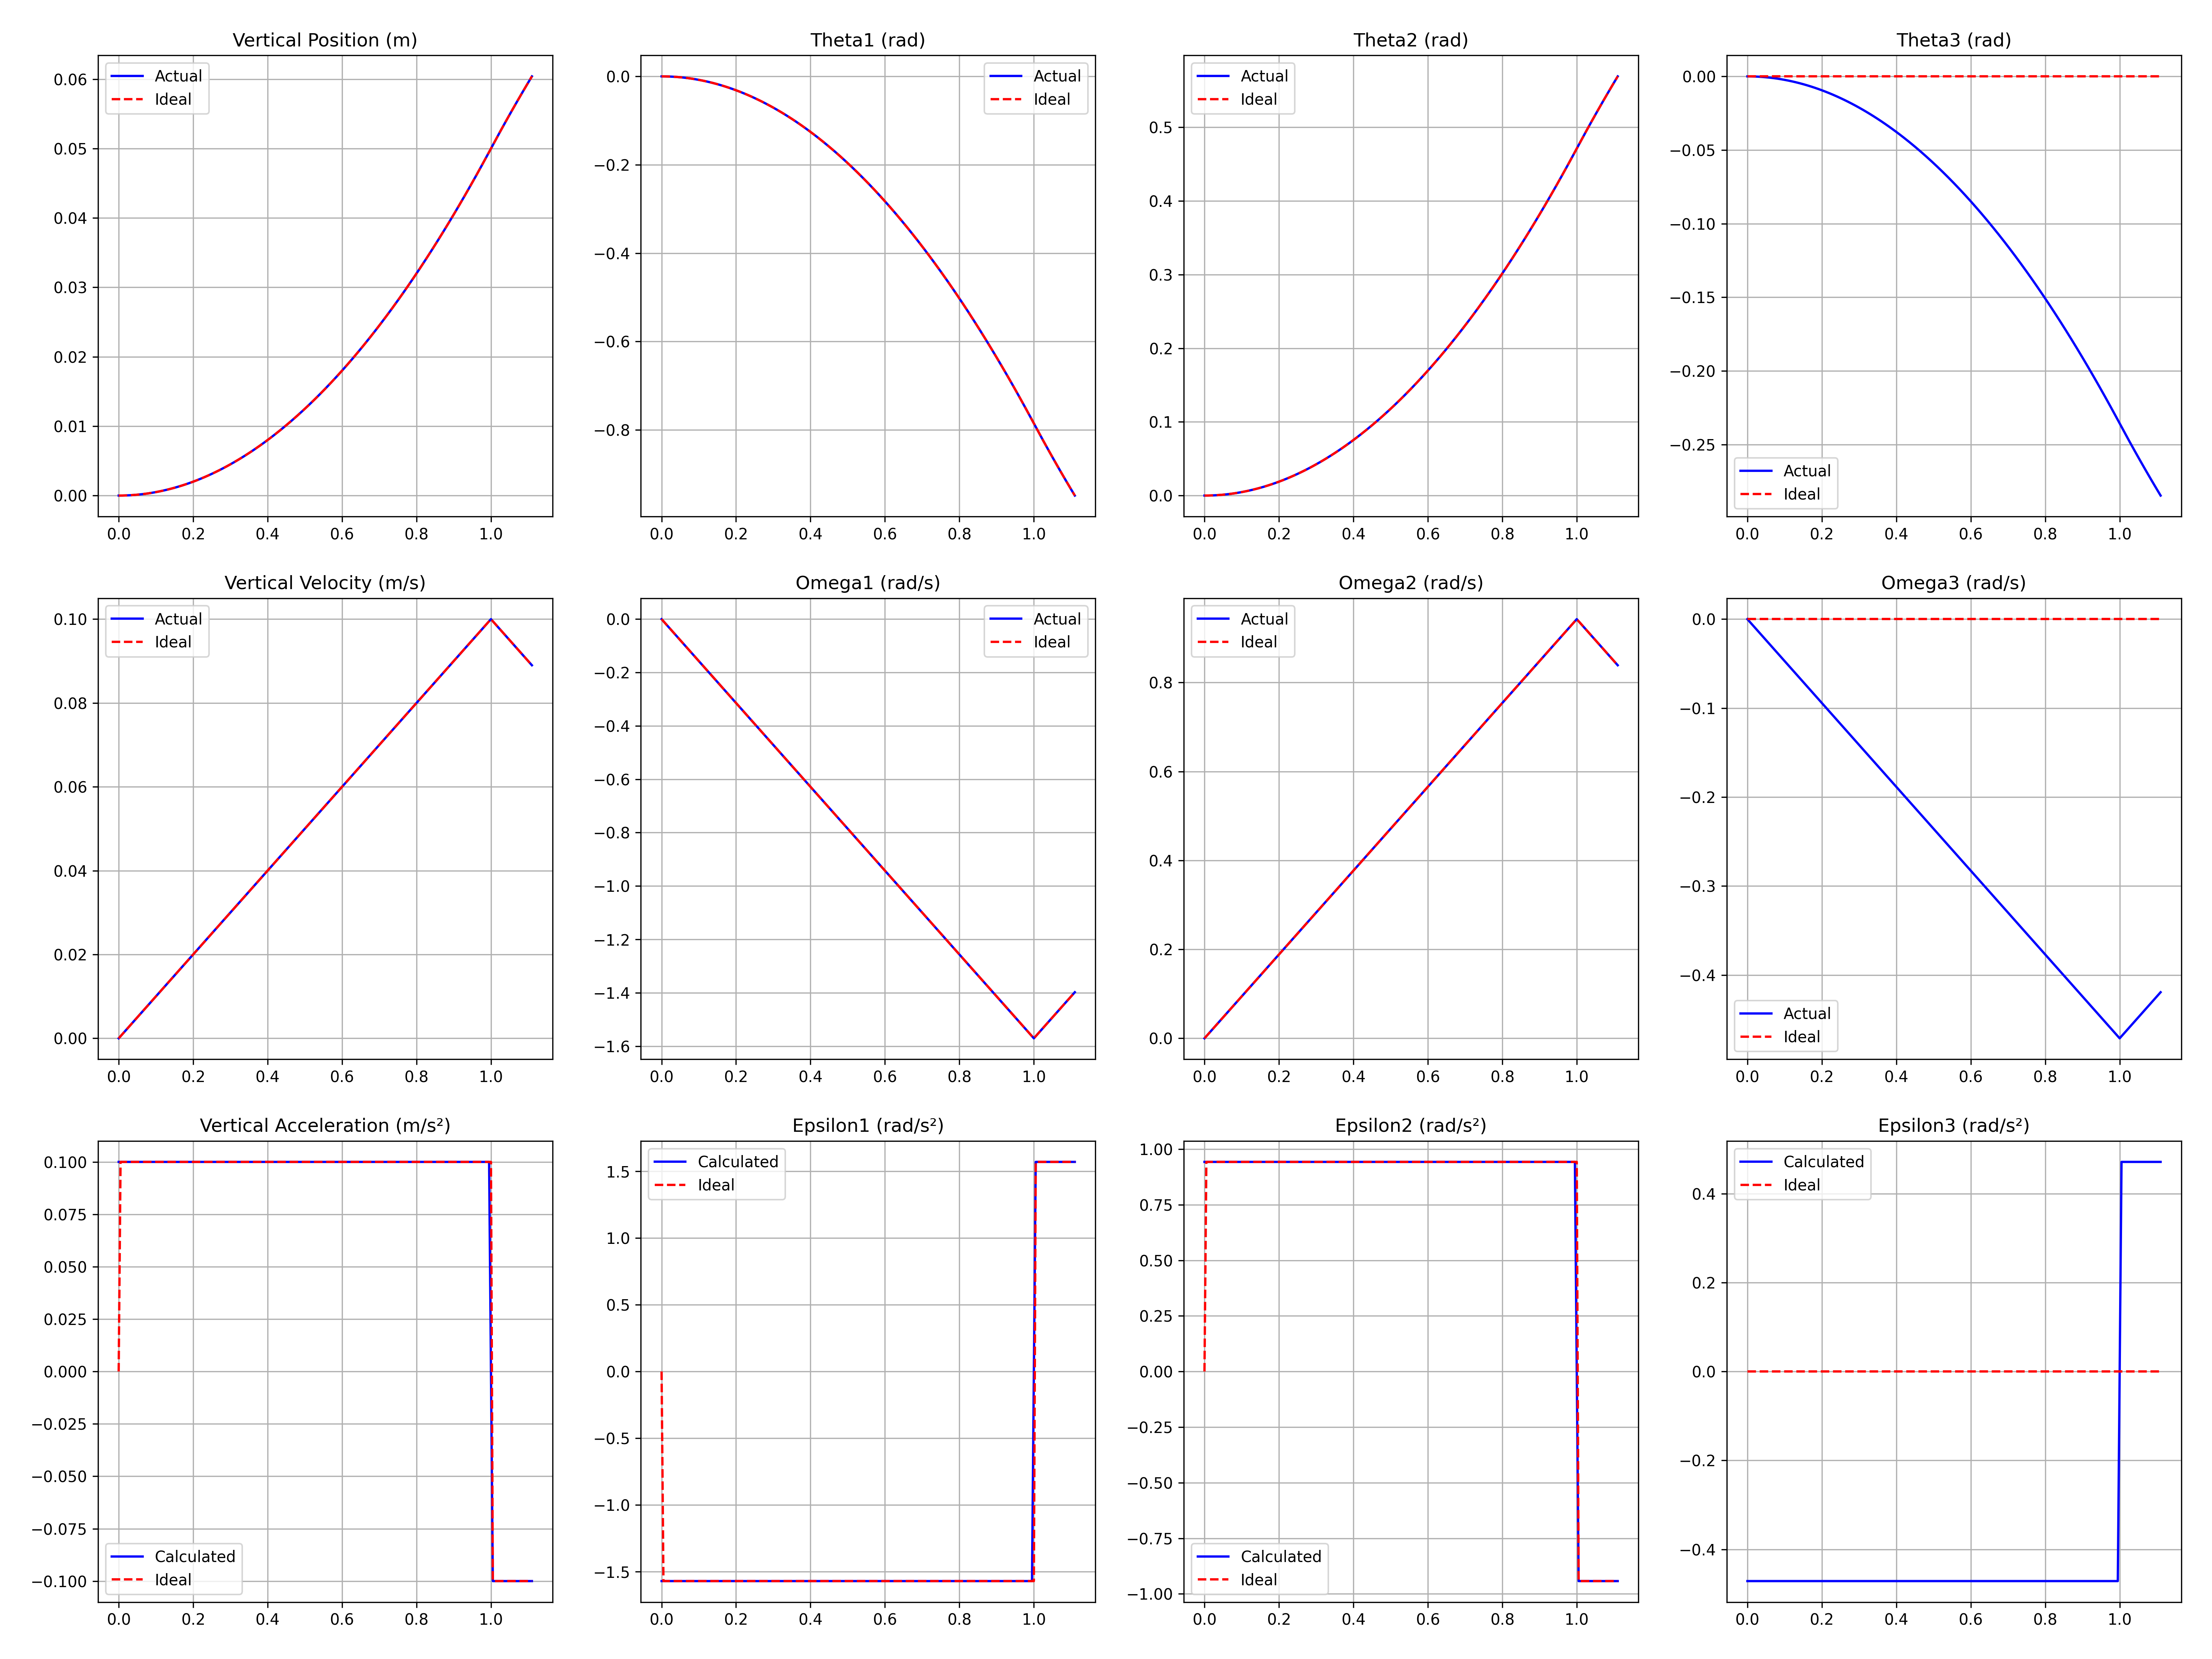 Vertical Position (m)
Actual
Ideal
0.06
0.05
0.04
0.03
0.02
0.01
0.00
0.0 0.2 0.4 0.6 0.8 1.0
Theta1 (rad)
Actual
Ideal
0.0
−0.2
−0.4
−0.6
−0.8
0.0 0.2 0.4 0.6 0.8 1.0
Theta2 (rad)
Actual
Ideal
0.5
0.4
0.3
0.2
0.1
0.0
0.0 0.2 0.4 0.6 0.8 1.0
Theta3 (rad)
0.00
−0.05
−0.10
−0.15
−0.20
−0.25
Actual
Ideal
0.0 0.2 0.4 0.6 0.8 1.0
Vertical Velocity (m/s)
Actual
Ideal
0.10
0.08
0.06
0.04
0.02
0.00
0.0 0.2 0.4 0.6 0.8 1.0
Omega1 (rad/s)
Actual
Ideal
0.0
−0.2
−0.4
−0.6
−0.8
−1.0
−1.2
−1.4
−1.6
0.0 0.2 0.4 0.6 0.8 1.0
Omega2 (rad/s)
Actual
Ideal
0.8
0.6
0.4
0.2
0.0
0.0 0.2 0.4 0.6 0.8 1.0
Omega3 (rad/s)
0.0
−0.1
−0.2
−0.3
−0.4
Actual
Ideal
0.0 0.2 0.4 0.6 0.8 1.0
Vertical Acceleration (m/s²)
0.100
0.075
0.050
0.025
0.000
−0.025
−0.050
−0.075
−0.100
Calculated
Ideal
0.0 0.2 0.4 0.6 0.8 1.0
Epsilon1 (rad/s²)
Calculated
Ideal
1.5
1.0
0.5
0.0
−0.5
−1.0
−1.5
0.0 0.2 0.4 0.6 0.8 1.0
Epsilon2 (rad/s²)
1.00
0.75
0.50
0.25
0.00
−0.25
−0.50
−0.75
−1.00
Calculated
Ideal
0.0 0.2 0.4 0.6 0.8 1.0
Epsilon3 (rad/s²)
Calculated
Ideal
0.4
0.2
0.0
−0.2
−0.4
0.0 0.2 0.4 0.6 0.8 1.0